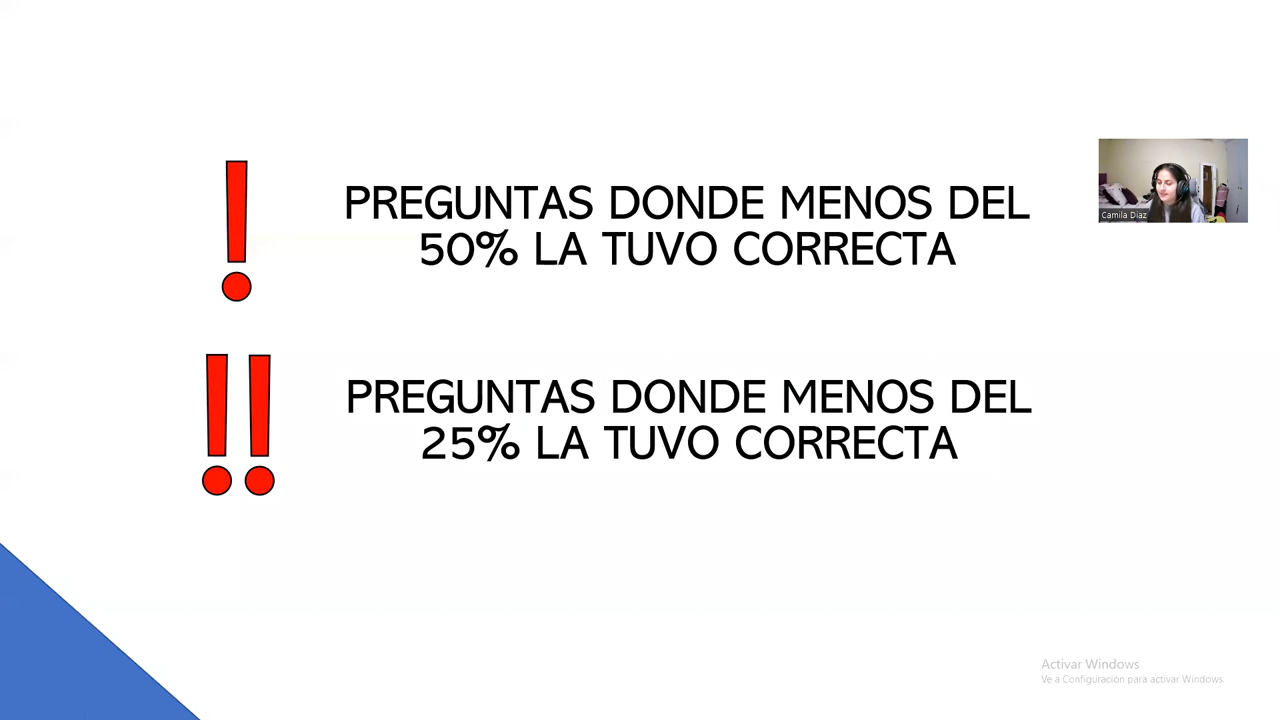 PREGUNTAS DONDE MENOS DEL
50% LA TUVO CORRECTA
Camila Diaz
PREGUNTAS DONDE MENOS DEL
25% LA TUVO CORRECTA
Activar Windows
Ve a Configuración para activar Windows.